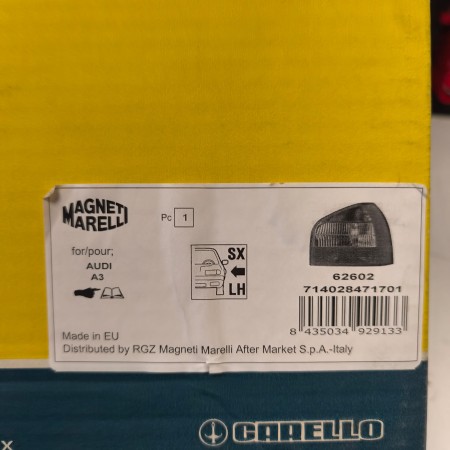 MAGNETI
MARELLI
Pc 1
for/pour;
AUDI
A3
SX
LH
62602
714028471701
8 435034 929133
Made in EU
Distributed by RGZ Magneti Marelli After Market S.p.A.-Italy
CARELLO
x